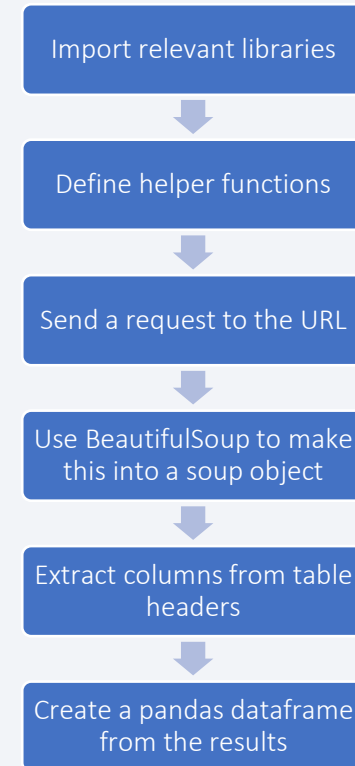 Import relevant libraries
Define helper functions
Send a request to the URL
Use BeautifulSoup to make
this into a soup object
Extract columns from table
headers
Create a pandas dataframe
from the results